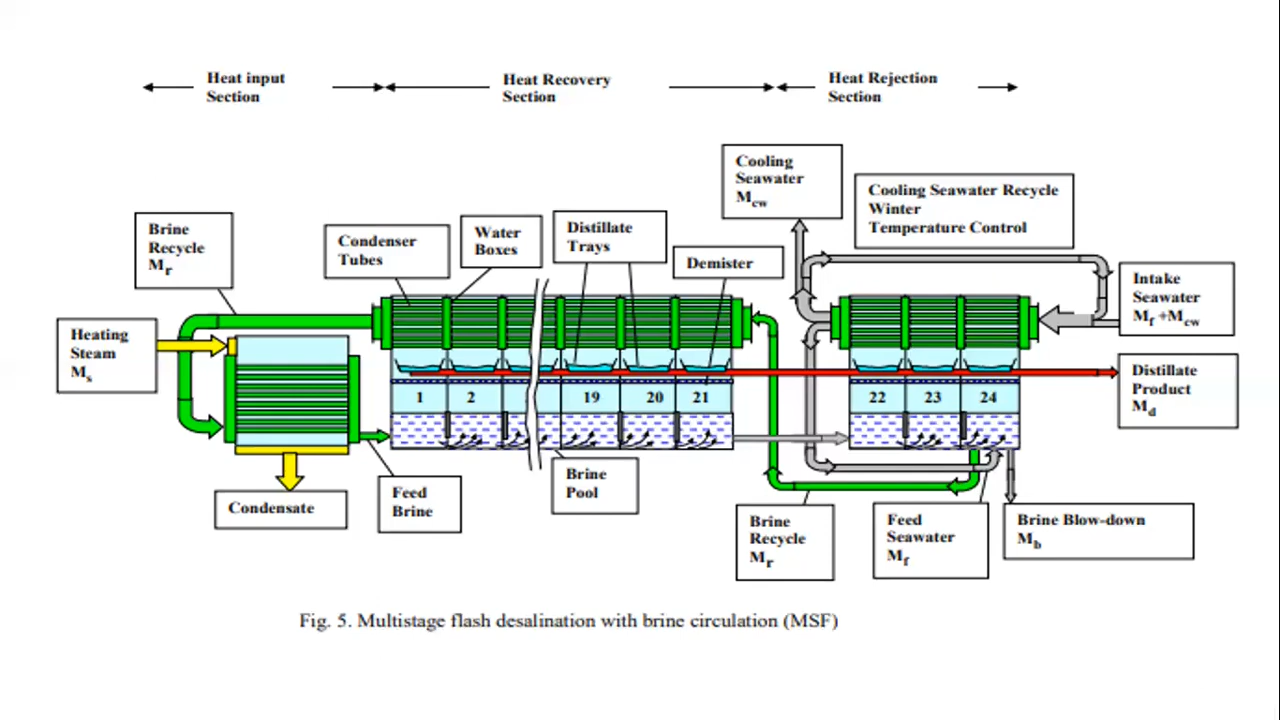 Heat input
Section
Heat Recovery
Section
Heat Rejection
Section
Cooling
Seawater
Mcw
Cooling Seawater Recycle
Winter
Temperature Control
Brine
Recycle
Mr
Condenser
Tubes
Water
Boxes
Distillate
Trays
Demister
Intake
Seawater
Mf +Mcw
Heating
Steam
Ms
Distillate
Product
Md
1
2
19
20
21
22
23
24
Condensate
Feed
Brine
Brine
Pool
Brine
Recycle
Mr
Feed
Seawater
Mf
Brine Blow-down
Mb
Fig. 5. Multistage flash desalination with brine circulation (MSF)